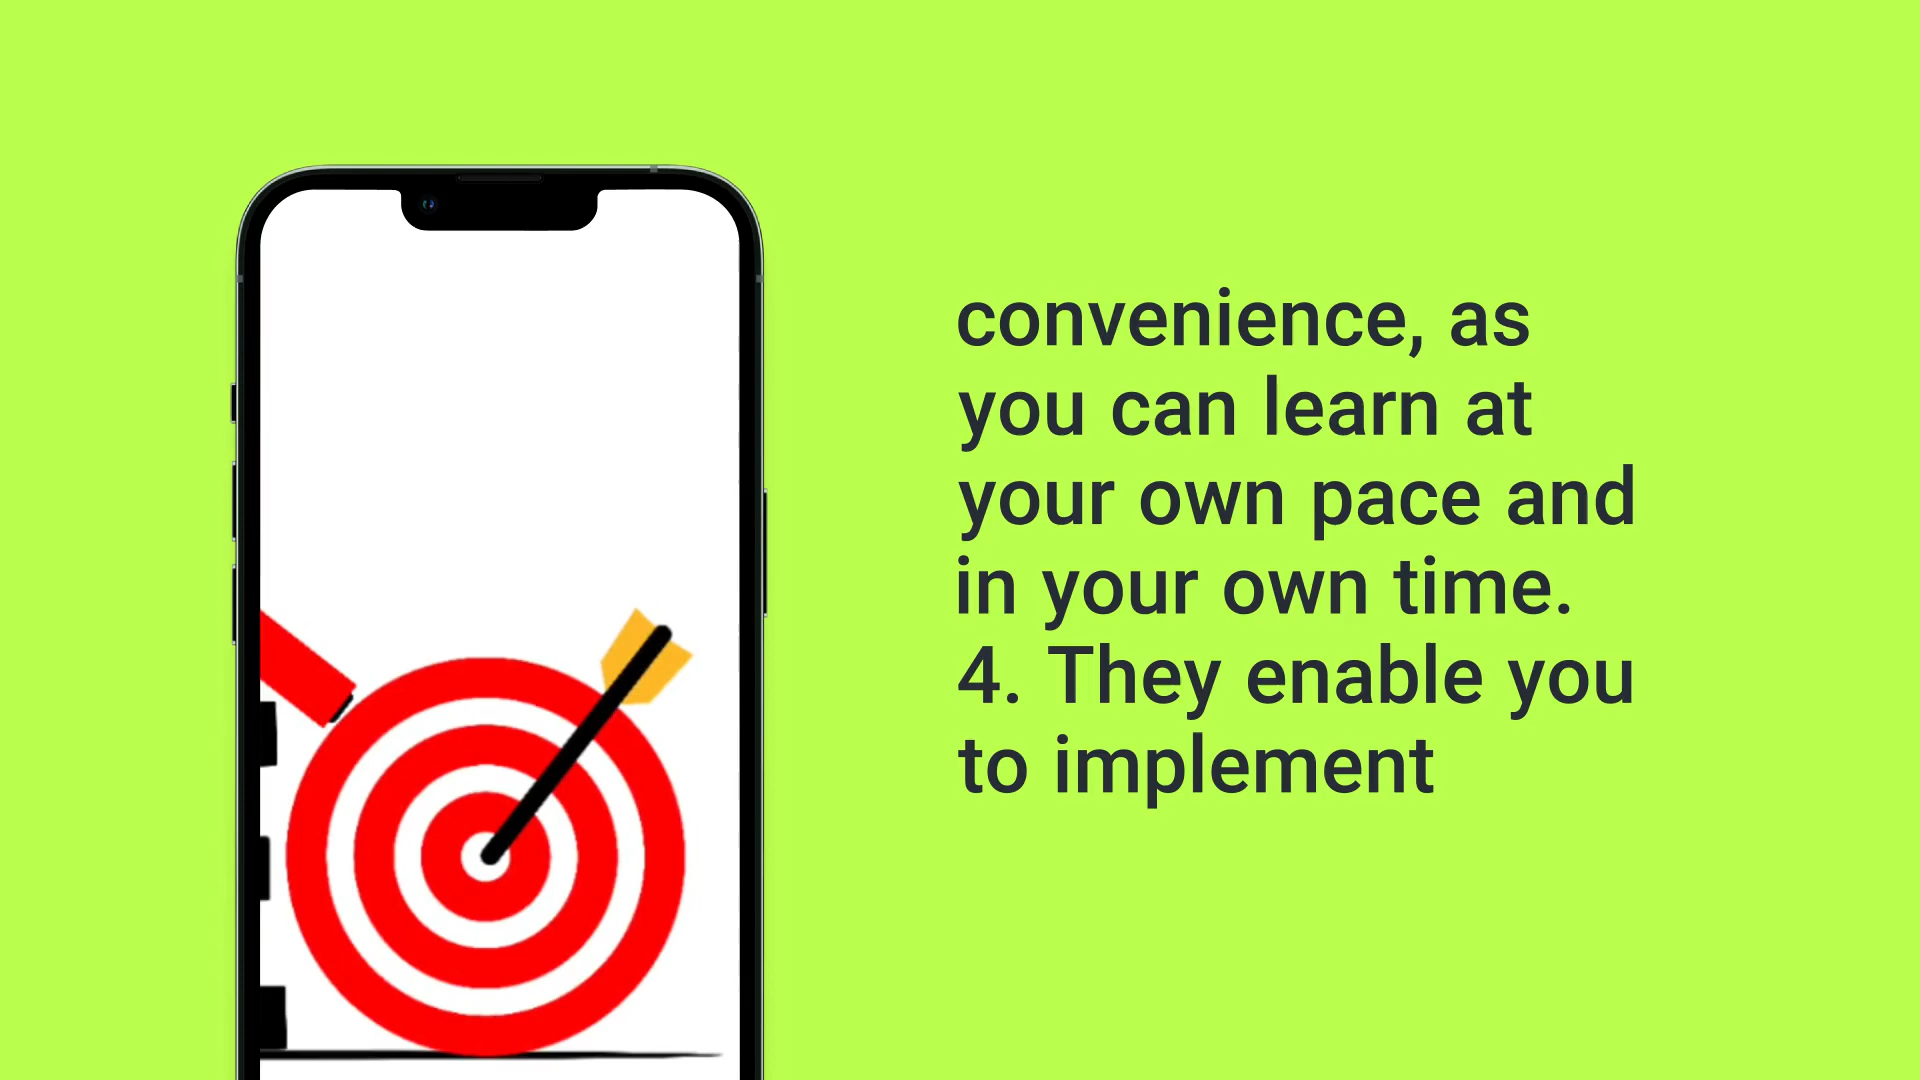 convenience, as
you can learn at
your own pace and
in your own time.
4. They enable you
to implement